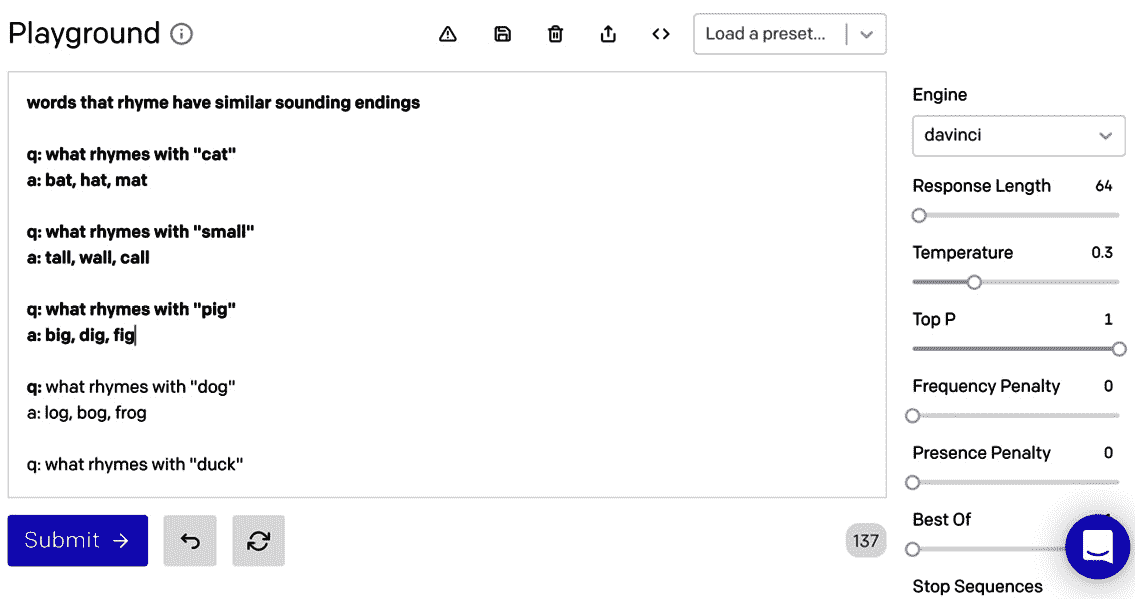 Playground
Load a preset...
words that rhyme have similar sounding endings
q: what rhymes with "cat"
a: bat, hat, mat
q: what rhymes with "small"
a: tall, wall, call
q: what rhymes with "pig"
a: big, dig, fig
q: what rhymes with "dog"
a: log, bog, frog
q: what rhymes with "duck"
Submit
137
Engine
davinci
Response Length 64
Temperature 0.3
Top P 1
Frequency Penalty 0
Presence Penalty 0
Best Of
Stop Sequences